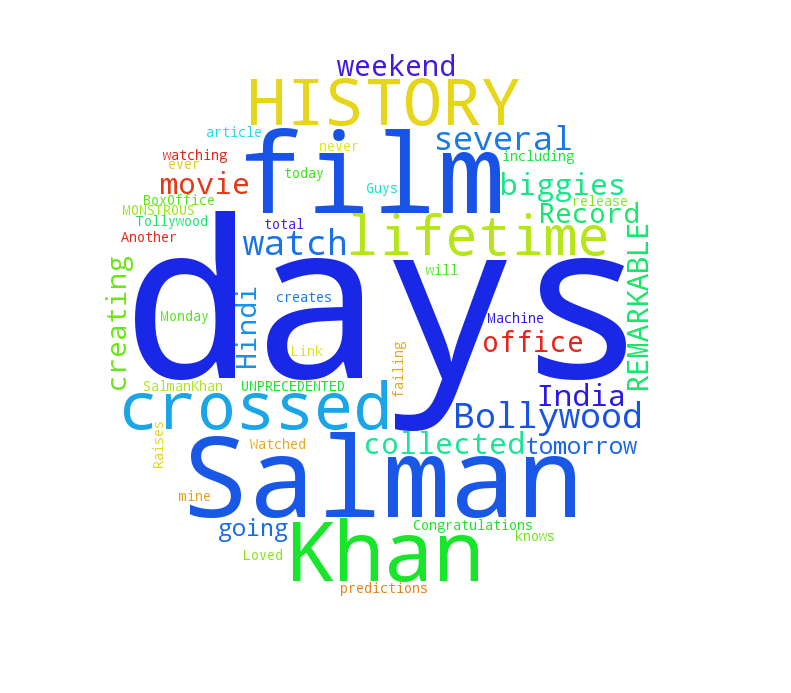 weekend
HISTORY
article
film
never
several
watching
ever
including
movie
today
Guys
biggies
BoxOffice
release
MONSTROUS
Tollywood
Record
Another
total
watch
lifetime
REMARKABLE
creating
days
will
Monday
Hindi
creates
Machine
Link
office
failing
SalmanKhan
UNPRECEDENTED
India
crossed
Bollywood
Raises
Watched
collected
tomorrow
Salman
mine
going
Khan
Congratulations
knows
Loved
predictions